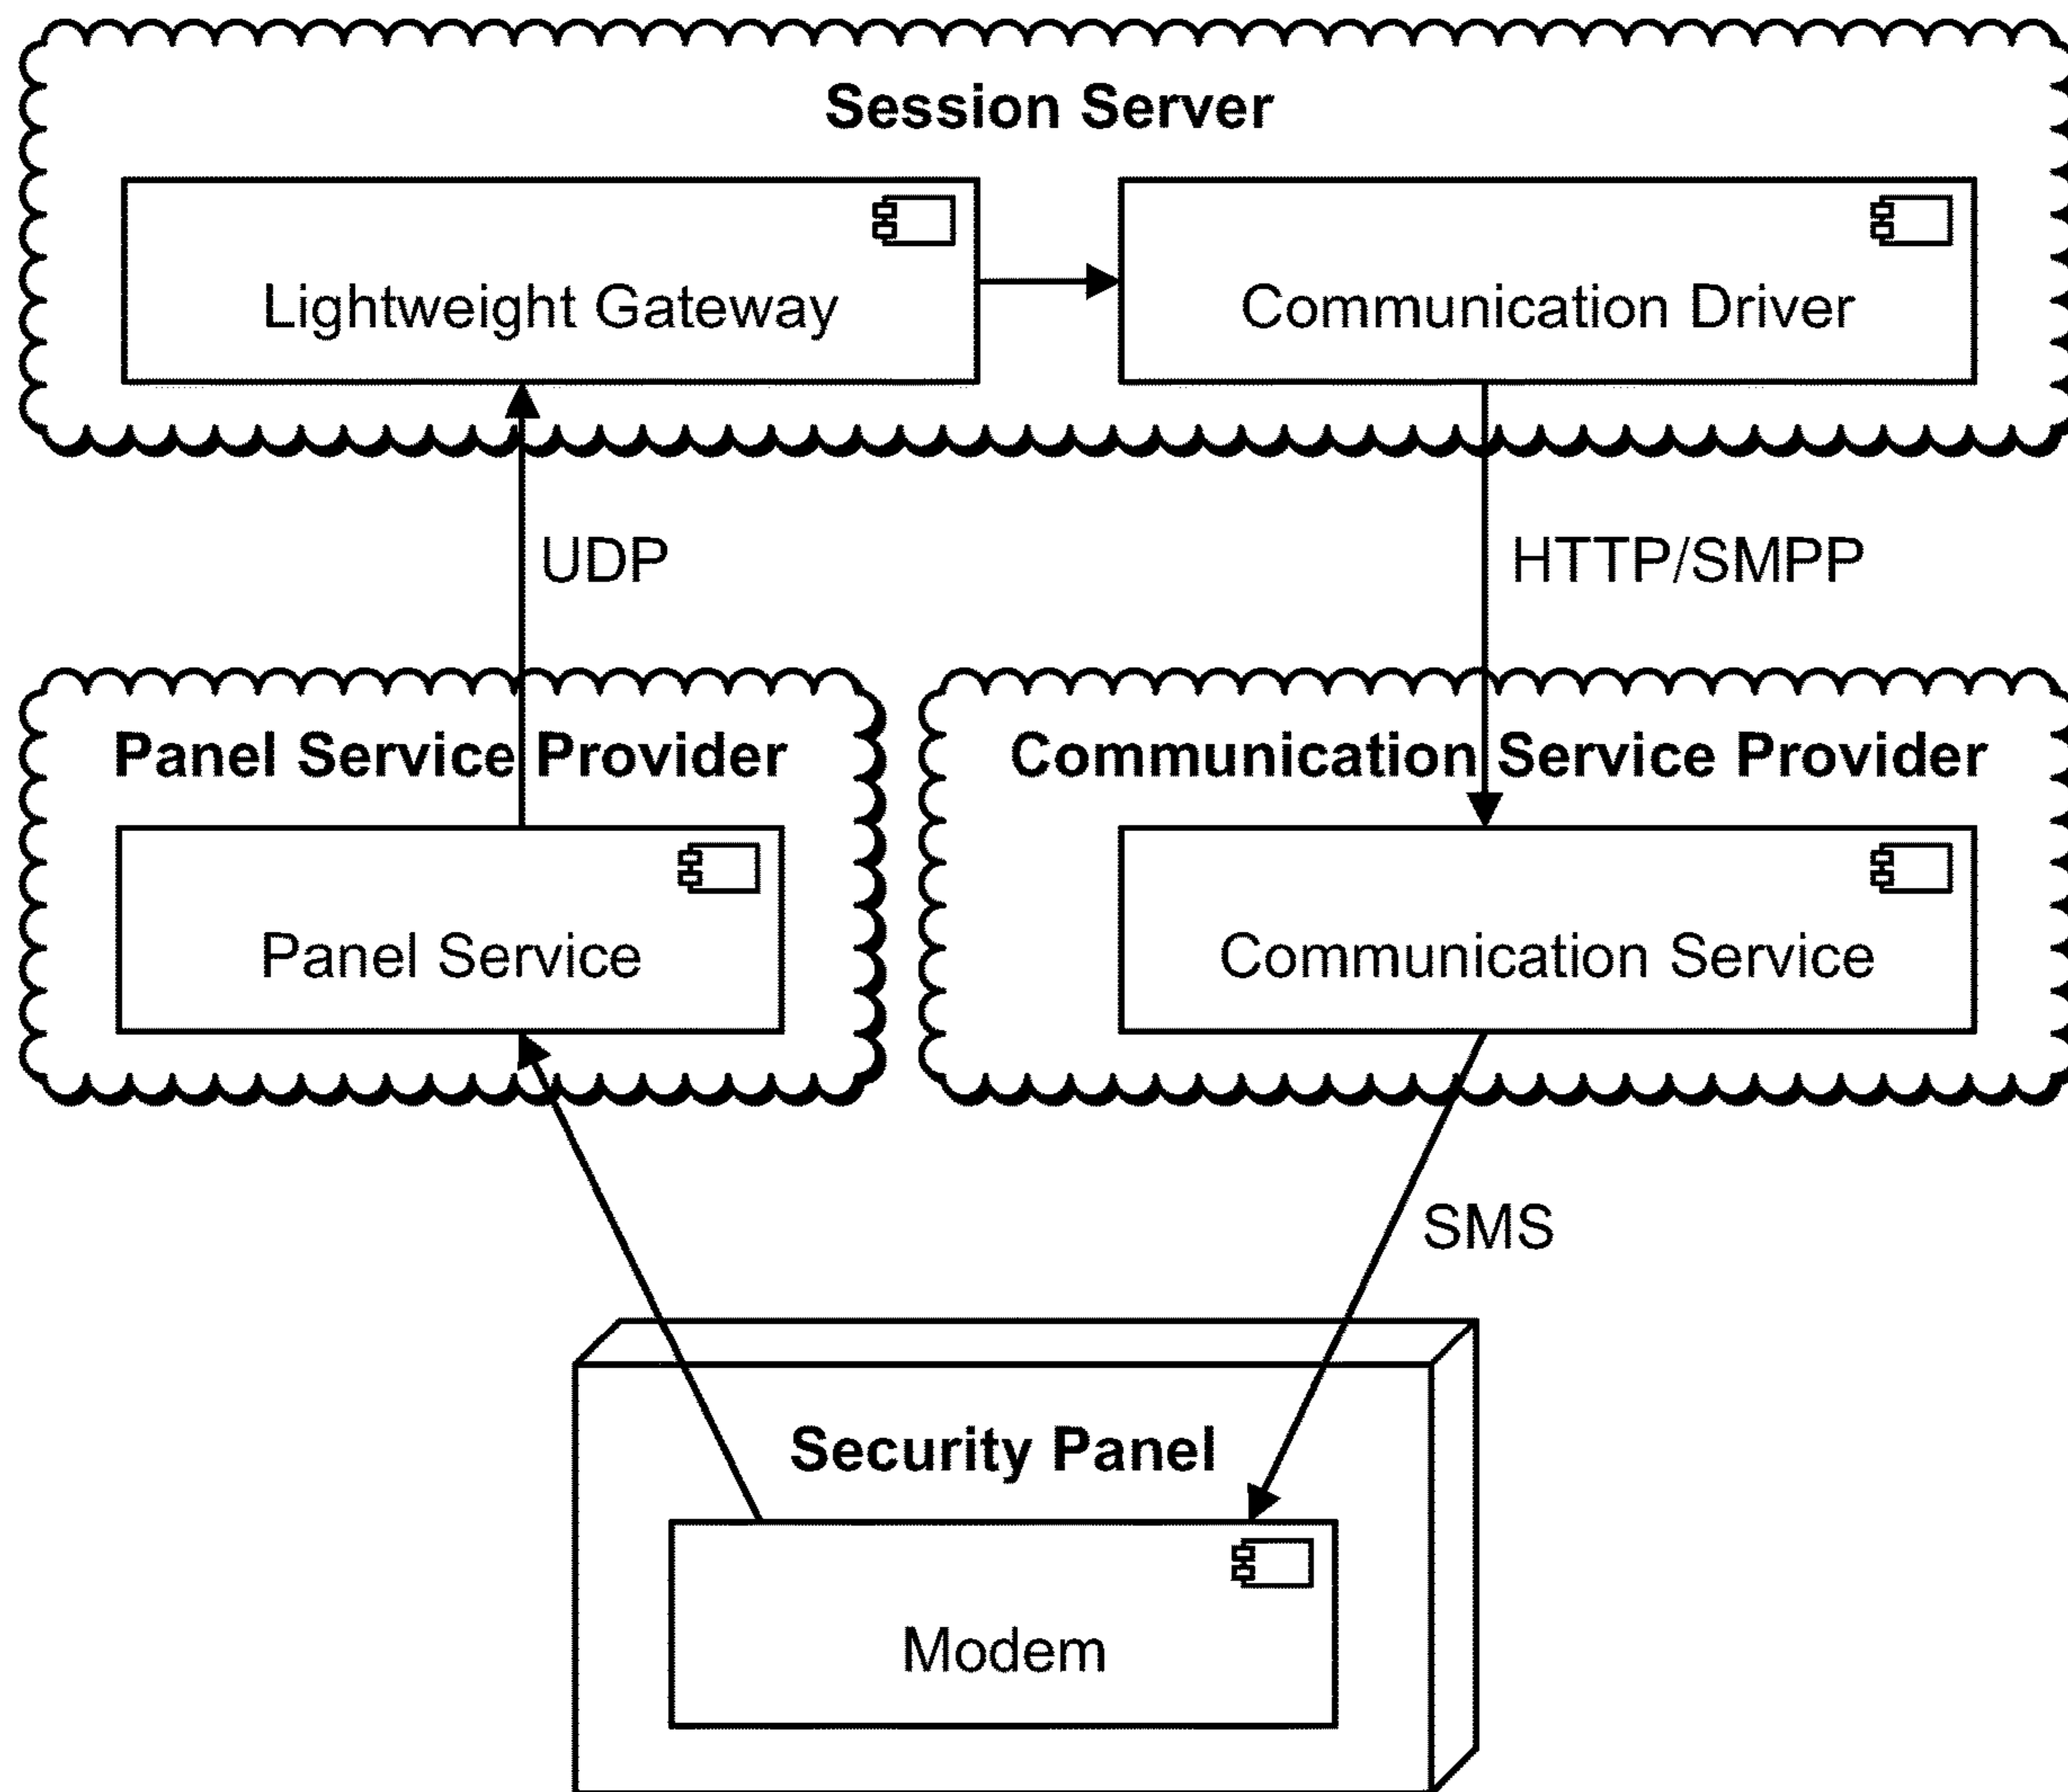 Session Server
Lightweight Gateway
Communication Driver
UDP
HTTP/SMPP
Panel Service Provider
Communication Service Provider
Panel Service
Communication Service
SMS
Security Panel
Modem